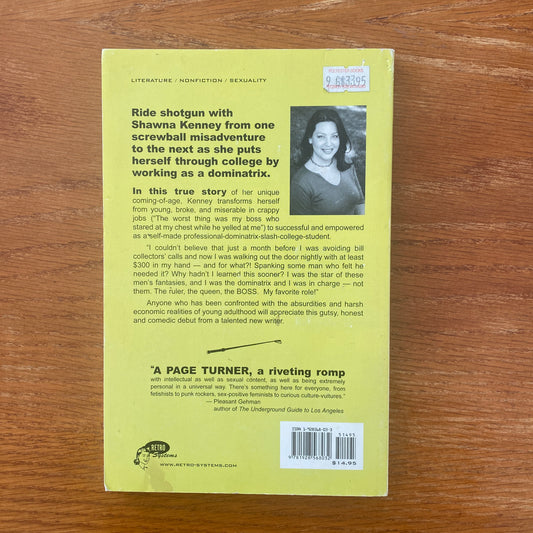 LITERATURE / NONFICTION / SEXUALITY
Ride shotgun with
Shawna Kenney from one
screwball misadventure
to the next as she puts
herself through college by
working as a dominatrix.
In this true story of her unique
coming-of-age, Kenney transforms herself
from young, broke, and miserable in crappy
jobs ("The worst thing was my boss who
stared at my chest while he yelled at me") to successful and empowered
as a self-made professional-dominatrix-slash-college-student.
"I couldn't believe that just a month before I was avoiding bill
collectors' calls and now I was walking out the door nightly with at least
$300 in my hand — and for what?! Spanking some man who felt he
needed it? Why hadn't I learned this sooner? I was the star of these
men's fantasies, and I was the dominatrix and I was in charge — not
them. The ruler, the queen, the BOSS. My favorite role!"
Anyone who has been confronted with the absurdities and harsh
economic realities of young adulthood will appreciate this gutsy, honest
and comedic debut from a talented new writer.
"A PAGE TURNER, a riveting romp
with intellectual as well as sexual content, as well as being extremely
personal in a universal way. There's something here for everyone, from
fetishists to punk rockers, sex-positive feminists to curious culture-vultures."
— Pleasant Gehman
author of The Underground Guide to Los Angeles
RETRO
Systems
WWW.RETRO-SYSTEMS.COM
51495
$14.95